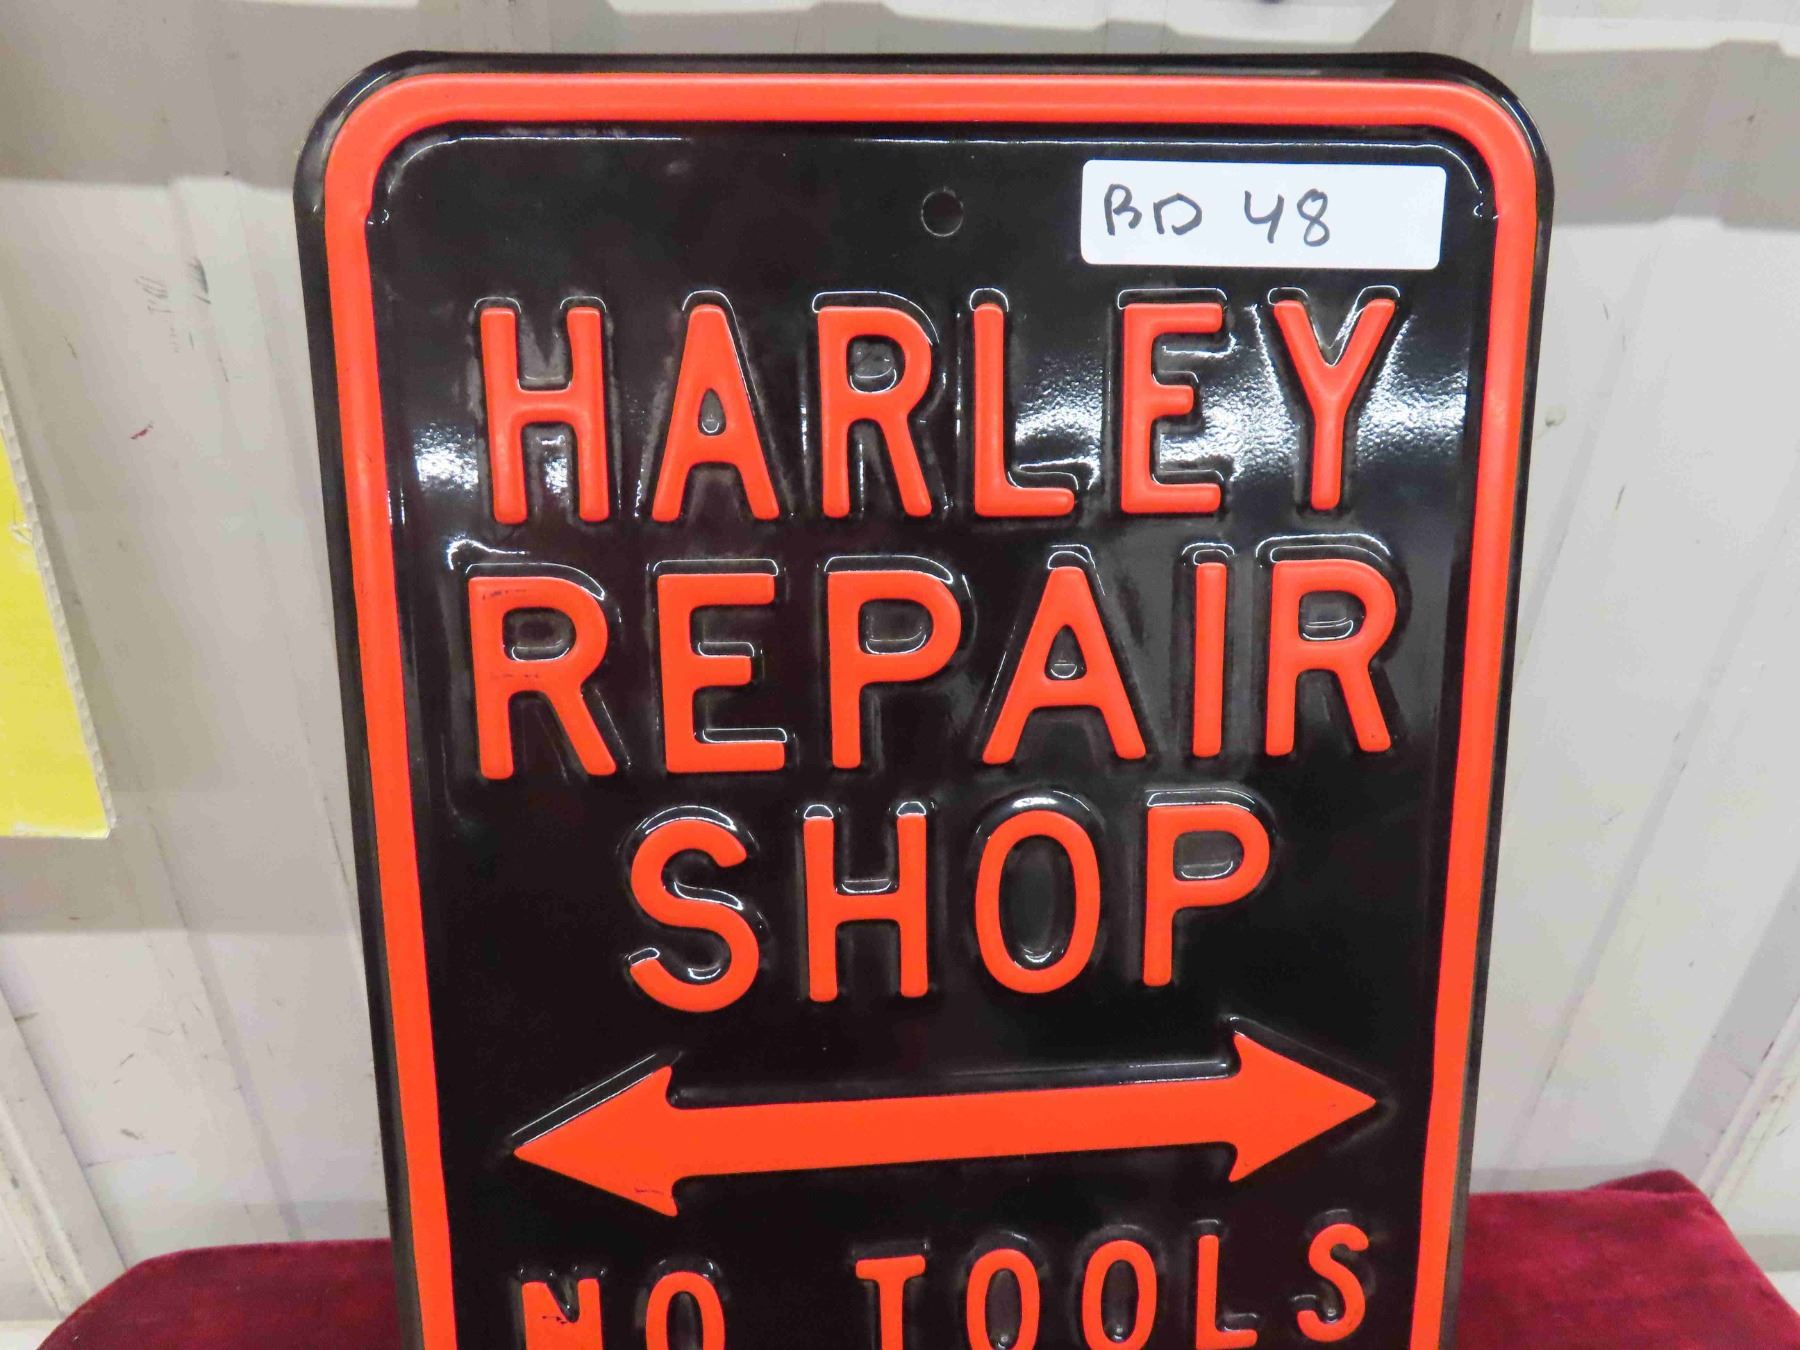 BD 48
HARLEY
REPAIR
SHOP
NO TOOLS